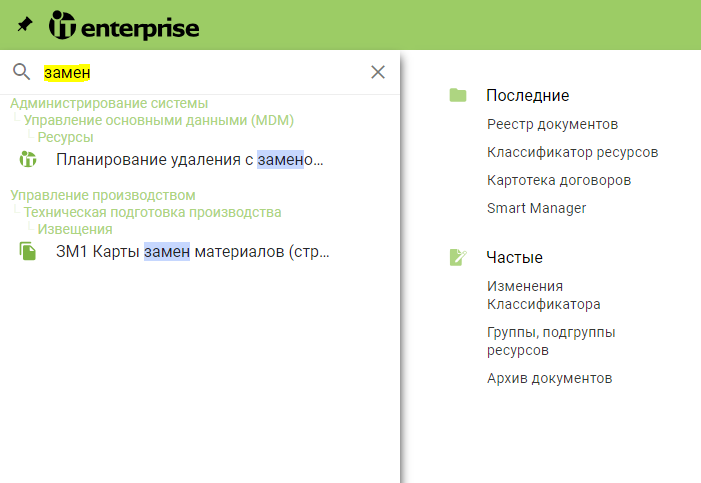 iT enterprise
замен
Администрирование системы
Управление основными данными (MDM)
Ресурсы
Планирование удаления с замено...
Управление производством
Техническая подготовка производства
Извещения
ЗМ1 Карты замен материалов (стр...
Последние
Реестр документов
Классификатор ресурсов
Картотека договоров
Smart Manager
Частые
Изменения
Классификатора
Группы, подгруппы
ресурсов
Архив документов